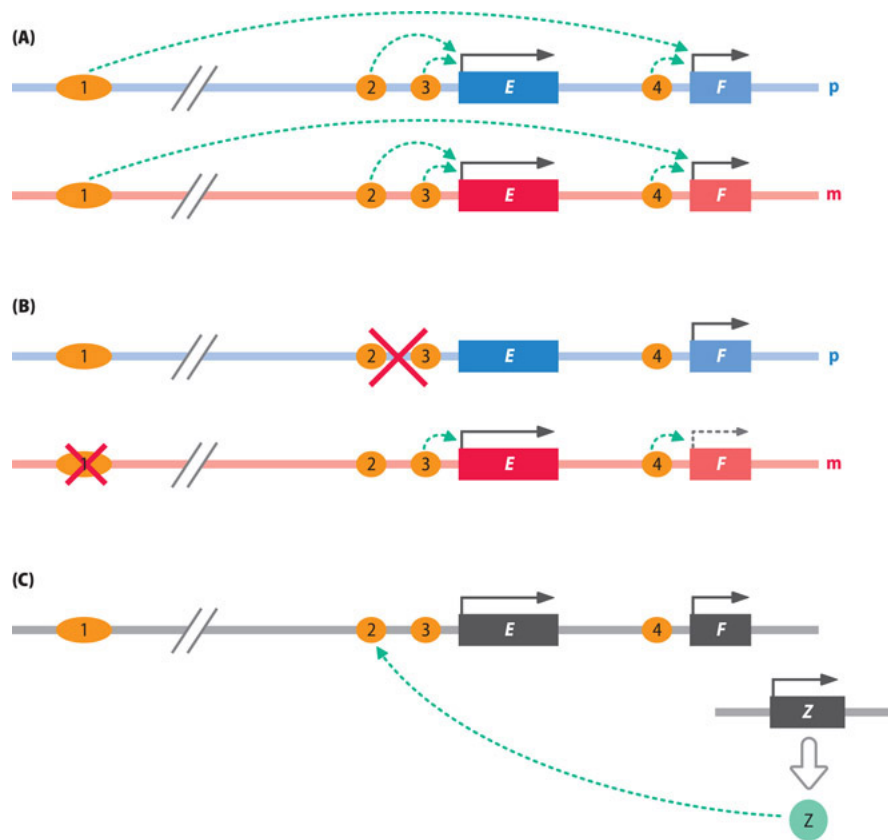 (A)
1 2 3 E 4 F p
1 2 3 E 4 F m
(B)
1 2 3 E 4 F p
1 2 3 E 4 F m
(C)
1 2 3 E 4 F
Z
Z